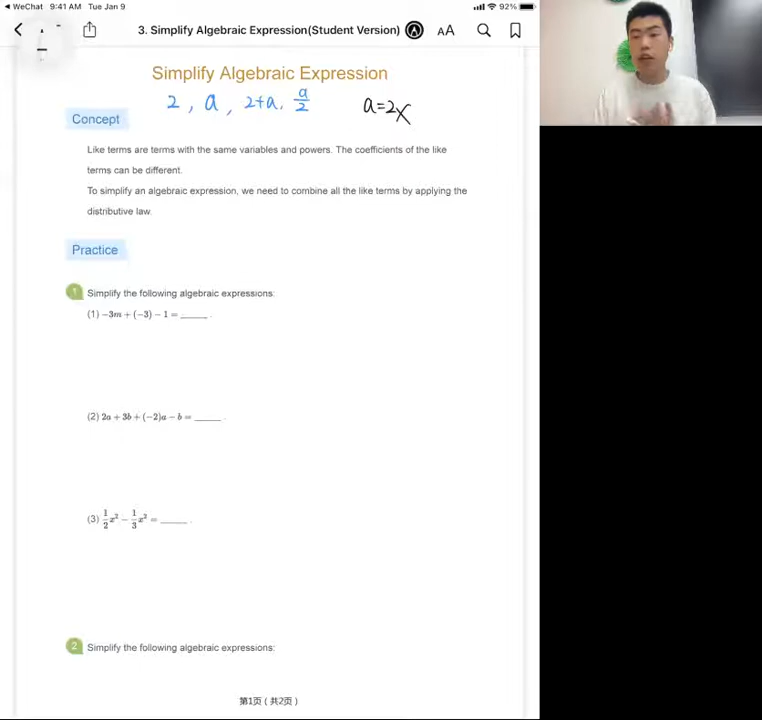 WeChat 9:41 AM Tue Jan 9 92%
3. Simplify Algebraic Expression(Student Version) AA
Simplify Algebraic Expression
2 , a , 2+a , a/2 a=2x
Concept
Like terms are terms with the same variables and powers. The coefficients of the like
terms can be different.
To simplify an algebraic expression, we need to combine all the like terms by applying the
distributive law.
Practice
1 Simplify the following algebraic expressions:
(1) −3m + (−3) − 1 = _____ .
(2) 2a + 3b + (−2)a − b = _____ .
(3) 1/2 x² − 1/3 x² = _____ .
2 Simplify the following algebraic expressions:
第1页 ( 共2页 )